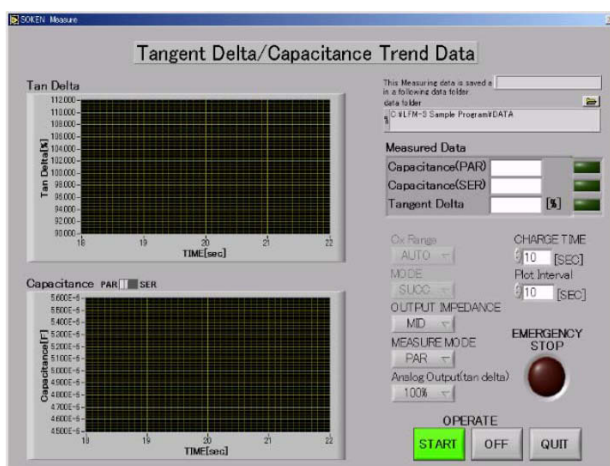 SOKEN Measure
Tangent Delta/Capacitance Trend Data
Tan Delta
112.000
110.000
108.000
106.000
104.000
102.000
100.000
98.000
96.000
94.000
92.000
90.000
Tan Delta[%]
18 19 20 21 22
TIME[sec]
Capacitance PAR SER
5.600E-6
5.500E-6
5.400E-6
5.300E-6
5.200E-6
5.100E-6
5.000E-6
4.900E-6
4.800E-6
4.700E-6
4.600E-6
4.500E-6
Capacitance[F]
18 19 20 21 22
TIME[sec]
This Measuring data is saved a
in a following data folder
data folder
C:¥LFM-3 Sample Program¥DATA
Measured Data
Capacitance(PAR)
Capacitance(SER)
Tangent Delta [%]
Cx Range
AUTO
MODE
SUCC
OUTPUT IMPEDANCE
MID
MEASURE MODE
PAR
Analog Output(tan delta)
100%
CHARGE TIME
10 [SEC]
Plot Interval
10 [SEC]
EMERGENCY
STOP
OPERATE
START OFF QUIT